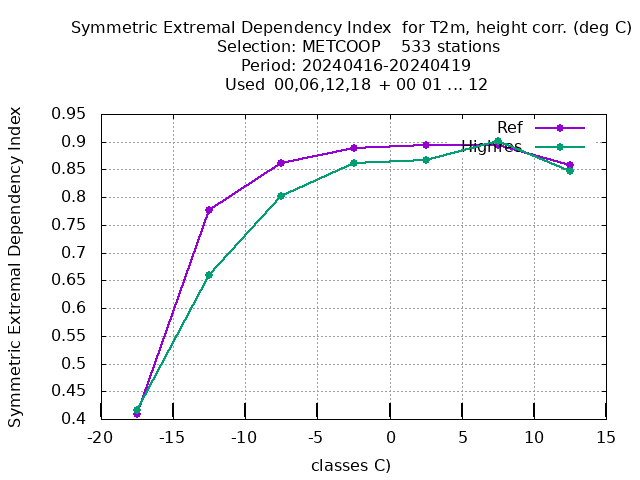 Symmetric Extremal Dependency Index  for T2m, height corr. (deg C)
Selection: METCOOP    533 stations
Period: 20240416-20240419
Used  00,06,12,18 + 00 01 ... 12
Symmetric Extremal Dependency Index
0.95
0.9
0.85
0.8
0.75
0.7
0.65
0.6
0.55
0.5
0.45
0.4
Ref
Highres
-20 -15 -10 -5 0 5 10 15
classes C)